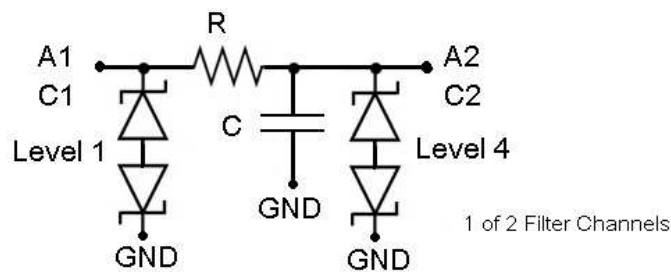 R
A1
A2
C1
C2
C
Level 1
Level 4
GND
GND
GND
1 of 2 Filter Channels